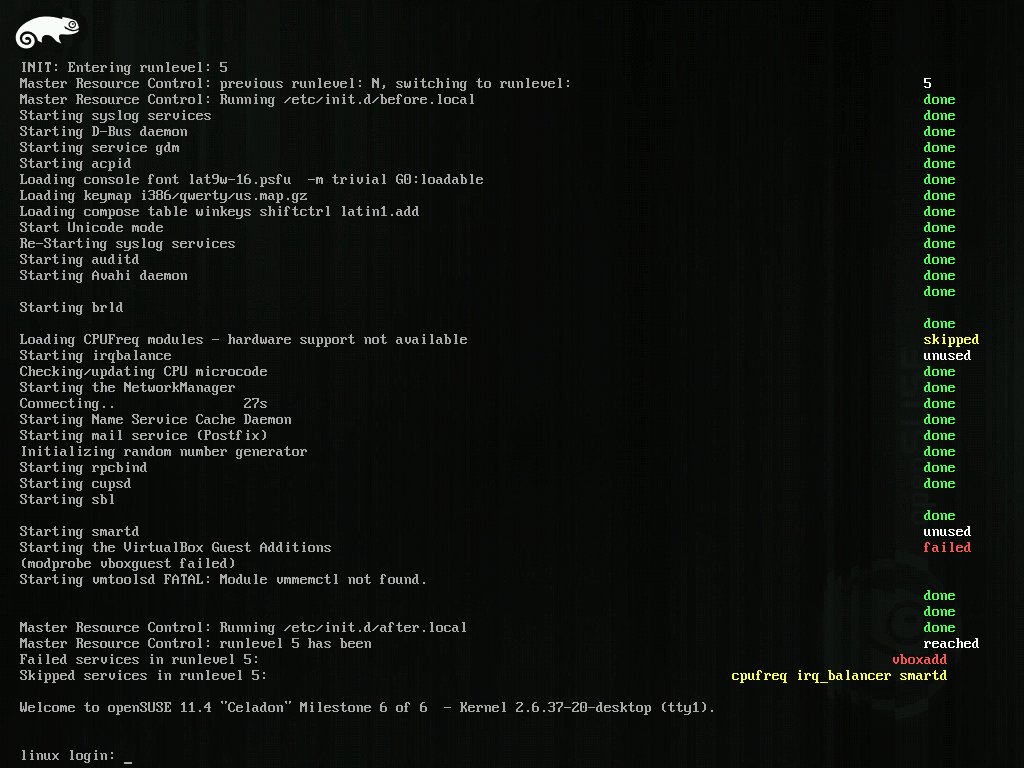 INIT: Entering runlevel: 5
Master Resource Control: previous runlevel: N, switching to runlevel: 5
Master Resource Control: Running /etc/init.d/before.local done
Starting syslog services done
Starting D-Bus daemon done
Starting service gdm done
Starting acpid done
Loading console font lat9w-16.psfu  -m trivial G0:loadable done
Loading keymap i386/qwerty/us.map.gz done
Loading compose table winkeys shiftctrl latin1.add done
Start Unicode mode done
Re-Starting syslog services done
Starting auditd done
Starting Avahi daemon done
done
Starting brld
done
Loading CPUFreq modules - hardware support not available skipped
Starting irqbalance unused
Checking/updating CPU microcode done
Starting the NetworkManager done
Connecting.. 27s done
Starting Name Service Cache Daemon done
Starting mail service (Postfix) done
Initializing random number generator done
Starting rpcbind done
Starting cupsd done
Starting sbl
done
Starting smartd unused
Starting the VirtualBox Guest Additions failed
(modprobe vboxguest failed)
Starting vmtoolsd FATAL: Module vmmemctl not found.
done
done
Master Resource Control: Running /etc/init.d/after.local done
Master Resource Control: runlevel 5 has been reached
Failed services in runlevel 5: vboxadd
Skipped services in runlevel 5: cpufreq irq_balancer smartd
Welcome to openSUSE 11.4 "Celadon" Milestone 6 of 6  - Kernel 2.6.37-20-desktop (tty1).
linux login: _